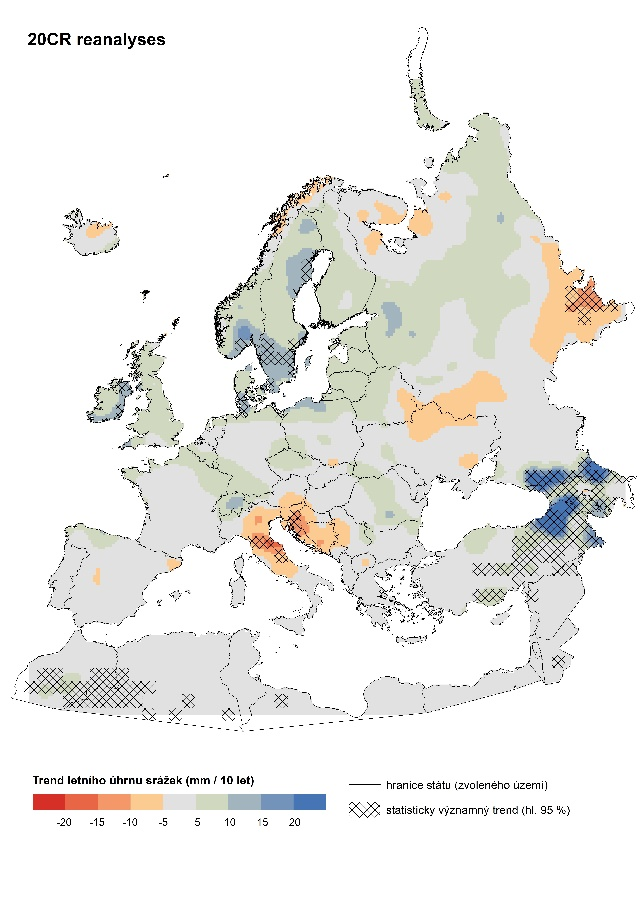 20CR reanalyses
Trend letního úhrnu srážek (mm / 10 let)
-20 -15 -10 -5 5 10 15 20
hranice státu (zvoleného území)
statisticky významný trend (hl. 95 %)